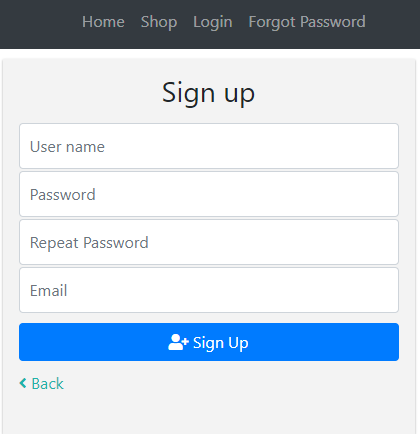 Home Shop Login Forgot Password
Sign up
User name
Password
Repeat Password
Email
Sign Up
Back